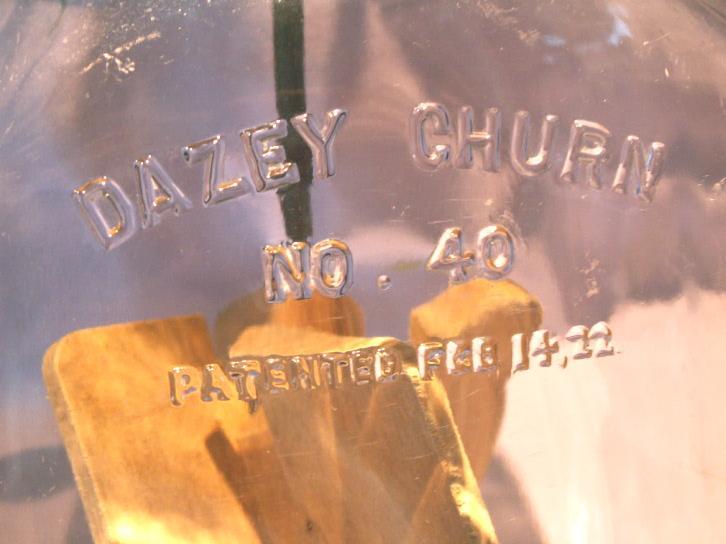 DAZEY CHURN
NO. 40
PATENTED FEB 14, 22